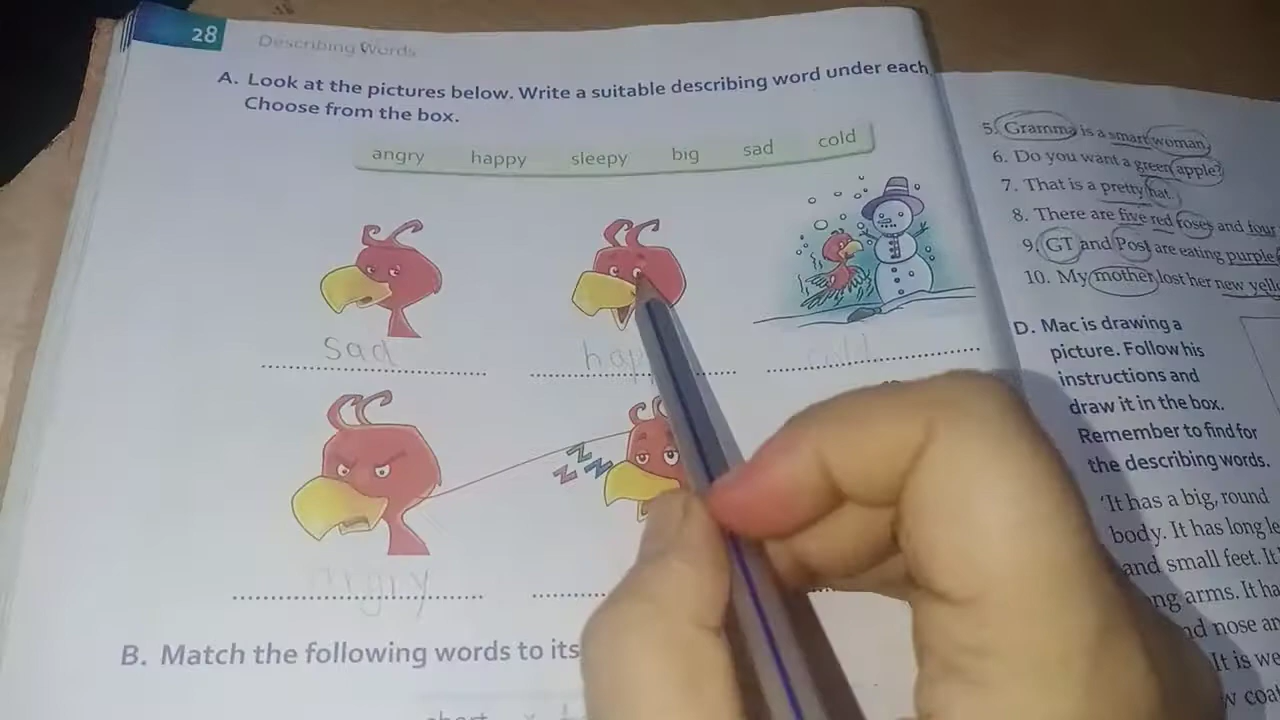 28 Describing Words
A. Look at the pictures below. Write a suitable describing word under each
Choose from the box.
angry happy sleepy big sad cold
sad
hap
cold
Z Z Z
angry
B. Match the following words to its
short
5. Gramma is a smart woman.
6. Do you want a green apple?
7. That is a pretty hat.
8. There are five red roses and four
9. GT and Post are eating purple
10. My mother lost her new yell
D. Mac is drawing a
picture. Follow his
instructions and
draw it in the box.
Remember to find for
the describing words.
'It has a big, round
body. It has long le
and small feet. It
ng arms. It ha
nd nose an
It is we
w coa